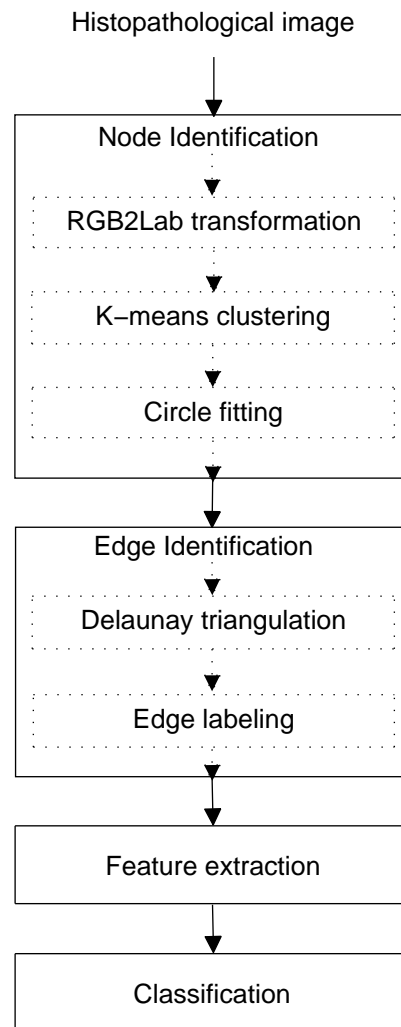 Histopathological image
Node Identification
RGB2Lab transformation
K−means clustering
Circle fitting
Edge Identification
Delaunay triangulation
Edge labeling
Feature extraction
Classification